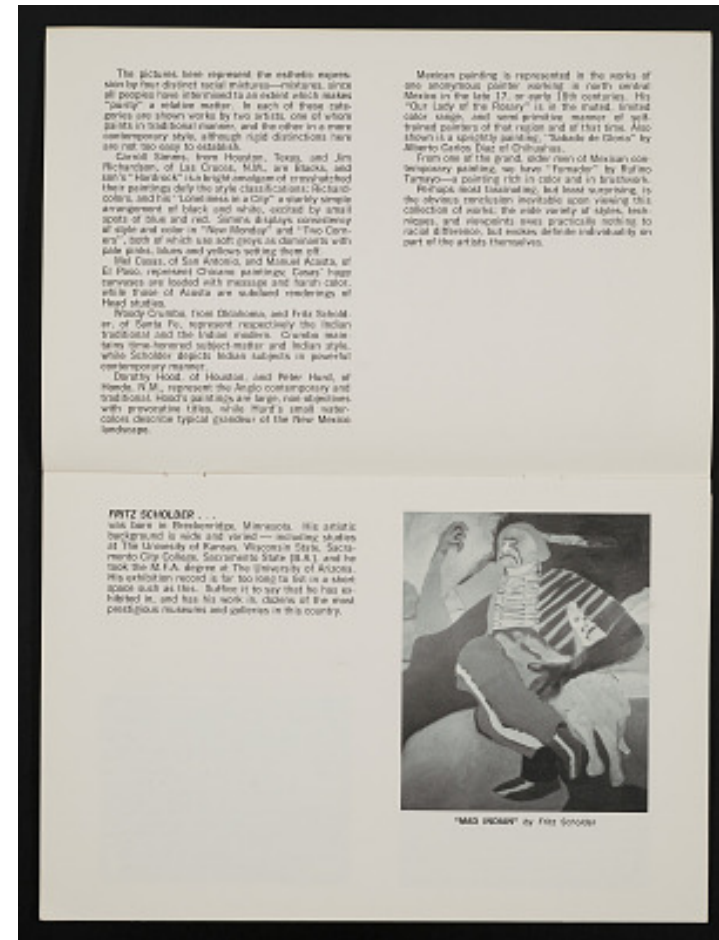 The pictures here represent the esthetic expres-
sion by four distinct racial mixtures—mixtures, since
all peoples have intermixed to an extent which makes
"purity" a relative matter. In each of these cate-
gories are shown works by two artists, one of whom
paints in traditional manner, and the other in a more
contemporary style, although rigid distinctions here
are not too easy to establish.
Carroll Simms, from Houston, Texas, and Jim
Richardson, of Las Cruces, N.M., are Blacks, and
son's "Hardrock" is a bright amalgam of crosshatched
their paintings defy the style classifications: Richard-
colors, and his "Loneliness in a City" a starkly simple
arrangement of black and white, excited by small
spots of blue and red. Simms displays consistency
of style and color in "New Monday" and "Two Corn-
ers", both of which use soft greys as dominants with
pale pinks, blues and yellows setting them off.
Mel Casas, of San Antonio, and Manuel Acosta, of
El Paso, represent Chicano paintings; Casas' huge
canvases are loaded with message and harsh color,
while those of Acosta are subdued renderings of
Head studies.
Woody Crumbo, from Oklahoma, and Fritz Schold-
er, of Santa Fe, represent respectively the Indian
traditional and the Indian modern. Crumbo main-
tains time-honored subject-matter and Indian style,
while Scholder depicts Indian subjects in powerful
contemporary manner.
Dorothy Hood, of Houston, and Peter Hurd, of
Hondo, N.M., represent the Anglo contemporary and
traditional. Hood's paintings are large, non-objectives
with provocative titles, while Hurd's small water-
colors describe typical grandeur of the New Mexico
landscape.
Mexican painting is represented in the works of
one anonymous painter working in north central
Mexico in the late 17, or early 18th centuries. His
"Our Lady of the Rosary" is in the muted, limited
color range, and semi-primitive manner of self-
trained painters of that region and of that time. Also
shown is a sprightly painting, "Sabado de Gloria" by
Alberto Carlos Diaz of Chihuahua.
From one of the grand, older men of Mexican con-
temporary painting, we have "Fumador" by Rufino
Tamayo—a painting rich in color and in brushwork.
Perhaps most fascinating, but least surprising, is
the obvious conclusion inevitable upon viewing this
collection of works: the wide variety of styles, tech-
niques, and viewpoints owes practically nothing to
racial difference, but evokes definite individuality on
part of the artists themselves.
FRITZ SCHOLDER . . .
was born in Breckenridge, Minnesota. His artistic
background is wide and varied — including studies
at The University of Kansas, Wisconsin State, Sacra-
mento City College, Sacramento State (B.A.), and he
took the M.F.A. degree at The University of Arizona.
His exhibition record is far too long to list in a short
space such as this. Suffice it to say that he has ex-
hibited in, and has his work in, dozens of the most
prestigious museums and galleries in this country.
"MAD INDIAN" by Fritz Scholder